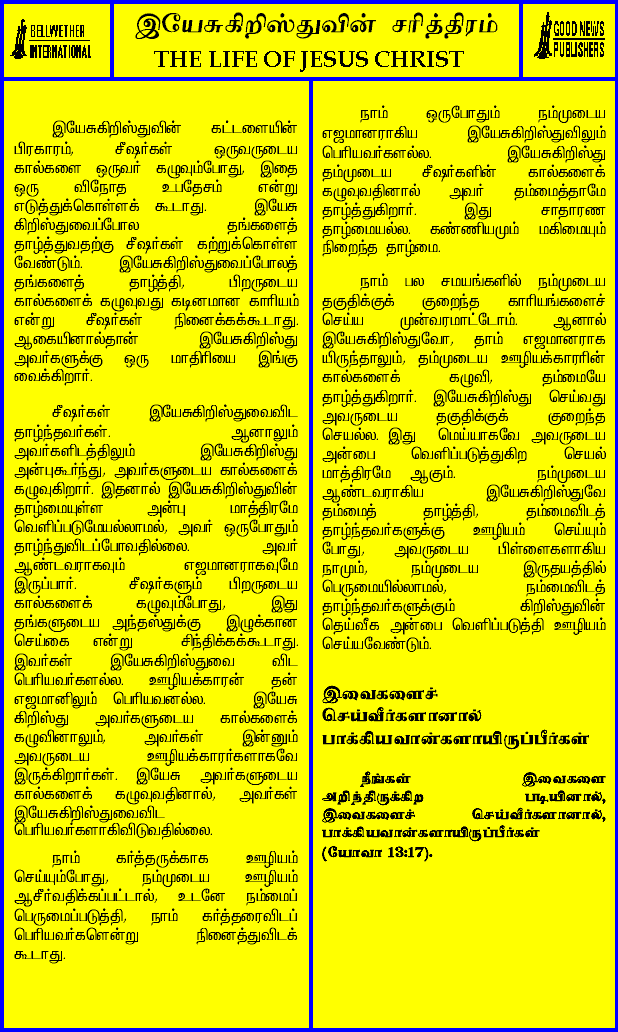 BELLWETHER
INTERNATIONAL
இயேசுகிறிஸ்துவின் சரித்திரம்
THE LIFE OF JESUS CHRIST
GOOD NEWS
PUBLISHERS
இயேசுகிறிஸ்துவின் கட்டளையின்
பிரகாரம், சீஷர்கள் ஒருவருடைய
கால்களை ஒருவர் கழுவும்போது, இதை
ஒரு விநோத உபதேசம் என்று
எடுத்துக்கொள்ளக் கூடாது. இயேசு
கிறிஸ்துவைப்போல தங்களைத்
தாழ்த்துவதற்கு சீஷர்கள் கற்றுக்கொள்ள
வேண்டும். இயேசுகிறிஸ்துவைப்போலத்
தங்களைத் தாழ்த்தி, பிறருடைய
கால்களைக் கழுவுவது கடினமான காரியம்
என்று சீஷர்கள் நினைக்கக்கூடாது.
ஆகையினால்தான் இயேசுகிறிஸ்து
அவர்களுக்கு ஒரு மாதிரியை இங்கு
வைக்கிறார்.
சீஷர்கள் இயேசுகிறிஸ்துவைவிட
தாழ்ந்தவர்கள். ஆனாலும்
அவர்களிடத்திலும் இயேசுகிறிஸ்து
அன்புகூர்ந்து, அவர்களுடைய கால்களைக்
கழுவுகிறார். இதனால் இயேசுகிறிஸ்துவின்
தாழ்மையுள்ள அன்பு மாத்திரமே
வெளிப்படுமேயல்லாமல், அவர் ஒருபோதும்
தாழ்ந்துவிடப்போவதில்லை. அவர்
ஆண்டவராகவும் எஜமானராகவுமே
இருப்பார். சீஷர்களும் பிறருடைய
கால்களைக் கழுவும்போது, இது
தங்களுடைய அந்தஸ்துக்கு இழுக்கான
செய்கை என்று சிந்திக்கக்கூடாது.
இவர்கள் இயேசுகிறிஸ்துவை விட
பெரியவர்களல்ல. ஊழியக்காரன் தன்
எஜமானிலும் பெரியவனல்ல. இயேசு
கிறிஸ்து அவர்களுடைய கால்களைக்
கழுவினாலும், அவர்கள் இன்னும்
அவருடைய ஊழியக்காரர்களாகவே
இருக்கிறார்கள். இயேசு அவர்களுடைய
கால்களைக் கழுவுவதினால், அவர்கள்
இயேசுகிறிஸ்துவைவிட
பெரியவர்களாகிவிடுவதில்லை.
நாம் கர்த்தருக்காக ஊழியம்
செய்யும்போது, நம்முடைய ஊழியம்
ஆசீர்வதிக்கப்பட்டால், உடனே நம்மைப்
பெருமைப்படுத்தி, நாம் கர்த்தரைவிடப்
பெரியவர்களென்று நினைத்துவிடக்
கூடாது.
நாம் ஒருபோதும் நம்முடைய
எஜமானராகிய இயேசுகிறிஸ்துவிலும்
பெரியவர்களல்ல. இயேசுகிறிஸ்து
தம்முடைய சீஷர்களின் கால்களைக்
கழுவுவதினால் அவர் தம்மைத்தாமே
தாழ்த்துகிறார். இது சாதாரண
தாழ்மையல்ல. கண்ணியமும் மகிமையும்
நிறைந்த தாழ்மை.
நாம் பல சமயங்களில் நம்முடைய
தகுதிக்குக் குறைந்த காரியங்களைச்
செய்ய முன்வரமாட்டோம். ஆனால்
இயேசுகிறிஸ்துவோ, தாம் எஜமானராக
யிருந்தாலும், தம்முடைய ஊழியக்காரரின்
கால்களைக் கழுவி, தம்மையே
தாழ்த்துகிறார். இயேசுகிறிஸ்து செய்வது
அவருடைய தகுதிக்குக் குறைந்த
செயல்ல. இது மெய்யாகவே அவருடைய
அன்பை வெளிப்படுத்துகிற செயல்
மாத்திரமே ஆகும். நம்முடைய
ஆண்டவராகிய இயேசுகிறிஸ்துவே
தம்மைத் தாழ்த்தி, தம்மைவிடத்
தாழ்ந்தவர்களுக்கு ஊழியம் செய்யும்
போது, அவருடைய பிள்ளைகளாகிய
நாமும், நம்முடைய இருதயத்தில்
பெருமையில்லாமல், நம்மைவிடத்
தாழ்ந்தவர்களுக்கும் கிறிஸ்துவின்
தெய்வீக அன்பை வெளிப்படுத்தி ஊழியம்
செய்யவேண்டும்.
இவைகளைச்
செய்வீர்களானால்
பாக்கியவான்களாயிருப்பீர்கள்
நீங்கள் இவைகளை
அறிந்திருக்கிற படியினால்,
இவைகளைச் செய்வீர்களானால்,
பாக்கியவான்களாயிருப்பீர்கள்
(யோவா 13:17).